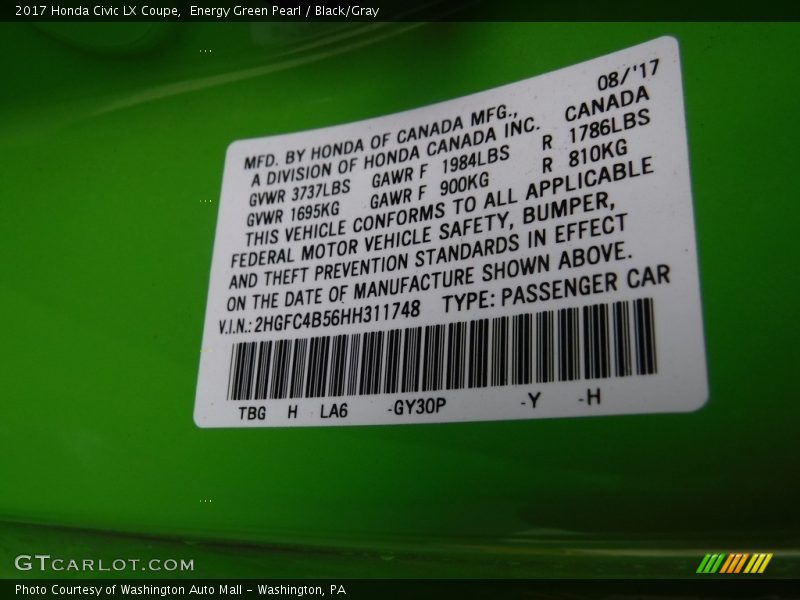 2017 Honda Civic LX Coupe,  Energy Green Pearl / Black/Gray
08/'17
MFD. BY HONDA OF CANADA MFG., CANADA
A DIVISION OF HONDA CANADA INC.
GVWR 3737LBS GAWR F 1984LBS R 1786LBS
GVWR 1695KG GAWR F 900KG R 810KG
THIS VEHICLE CONFORMS TO ALL APPLICABLE
FEDERAL MOTOR VEHICLE SAFETY, BUMPER,
AND THEFT PREVENTION STANDARDS IN EFFECT
ON THE DATE OF MANUFACTURE SHOWN ABOVE.
V.I.N.: 2HGFC4B56HH311748 TYPE: PASSENGER CAR
TBG H LA6 -GY30P -Y -H
GTCARLOT.COM
Photo Courtesy of Washington Auto Mall - Washington, PA